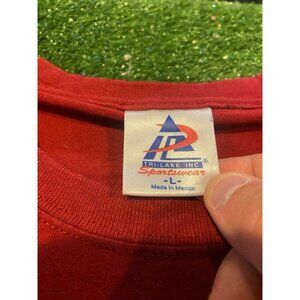 TRI-LAKE INC.
®
Sportswear
-L-
Made in Mexico